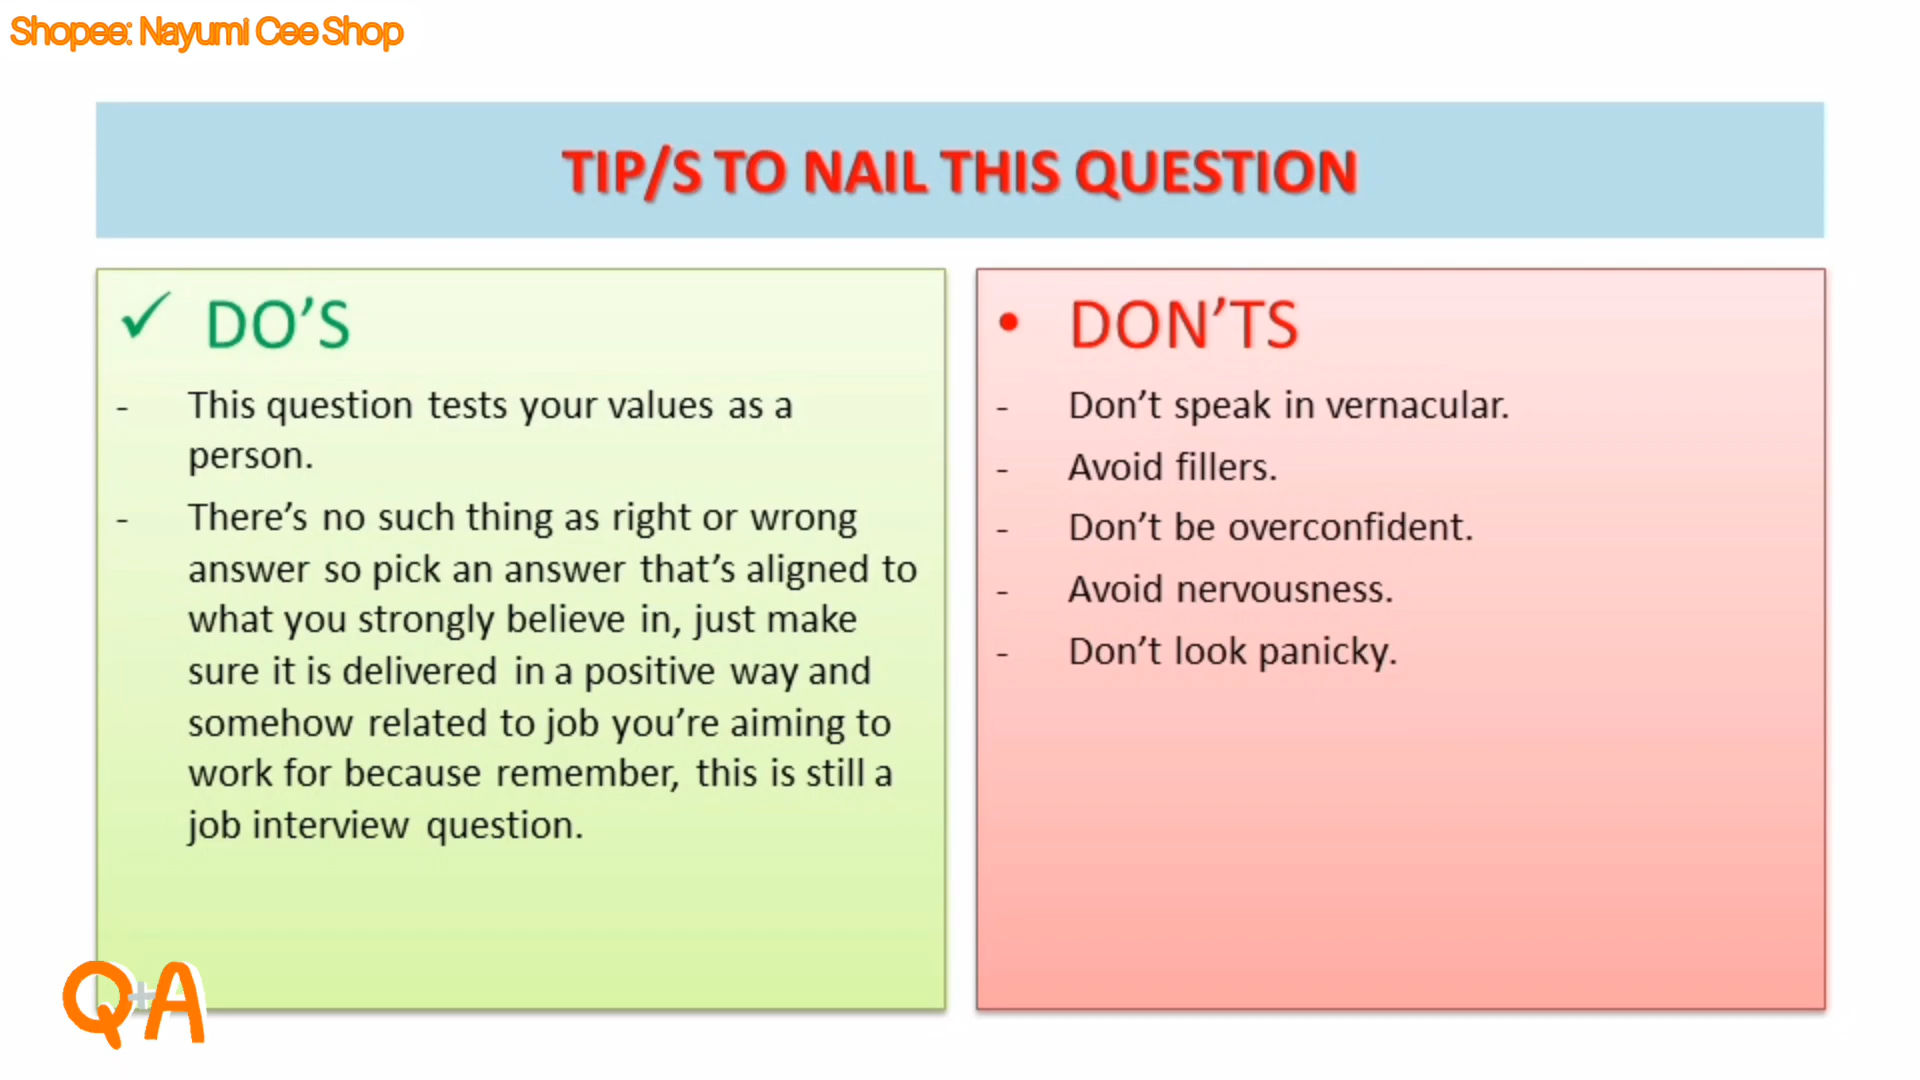 Shopee: Nayumi Cee Shop
TIP/S TO NAIL THIS QUESTION
✓ DO’S
- This question tests your values as a
person.
- There’s no such thing as right or wrong
answer so pick an answer that’s aligned to
what you strongly believe in, just make
sure it is delivered in a positive way and
somehow related to job you’re aiming to
work for because remember, this is still a
job interview question.
• DON’TS
- Don’t speak in vernacular.
- Avoid fillers.
- Don’t be overconfident.
- Avoid nervousness.
- Don’t look panicky.
Q+A